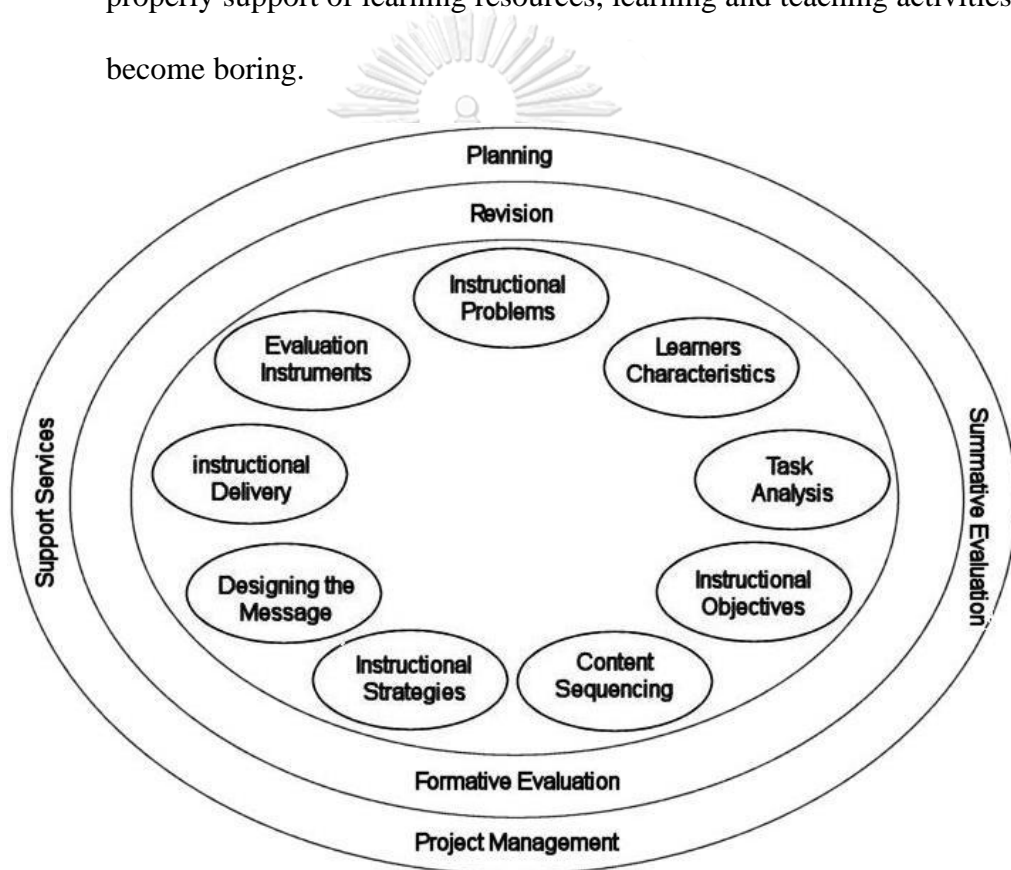 properly support of learning resources, learning and teaching activities
become boring.
Planning
Revision
Instructional
Problems
Learners
Characteristics
Task
Analysis
Instructional
Objectives
Content
Sequencing
Instructional
Strategies
Designing the
Message
instructional
Delivery
Evaluation
Instruments
Support Services
Summative Evaluation
Formative Evaluation
Project Management